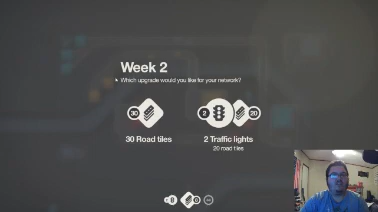 Week 2
Which upgrade would you like for your network?
30
2
20
30 Road tiles
2 Traffic lights
20 road tiles